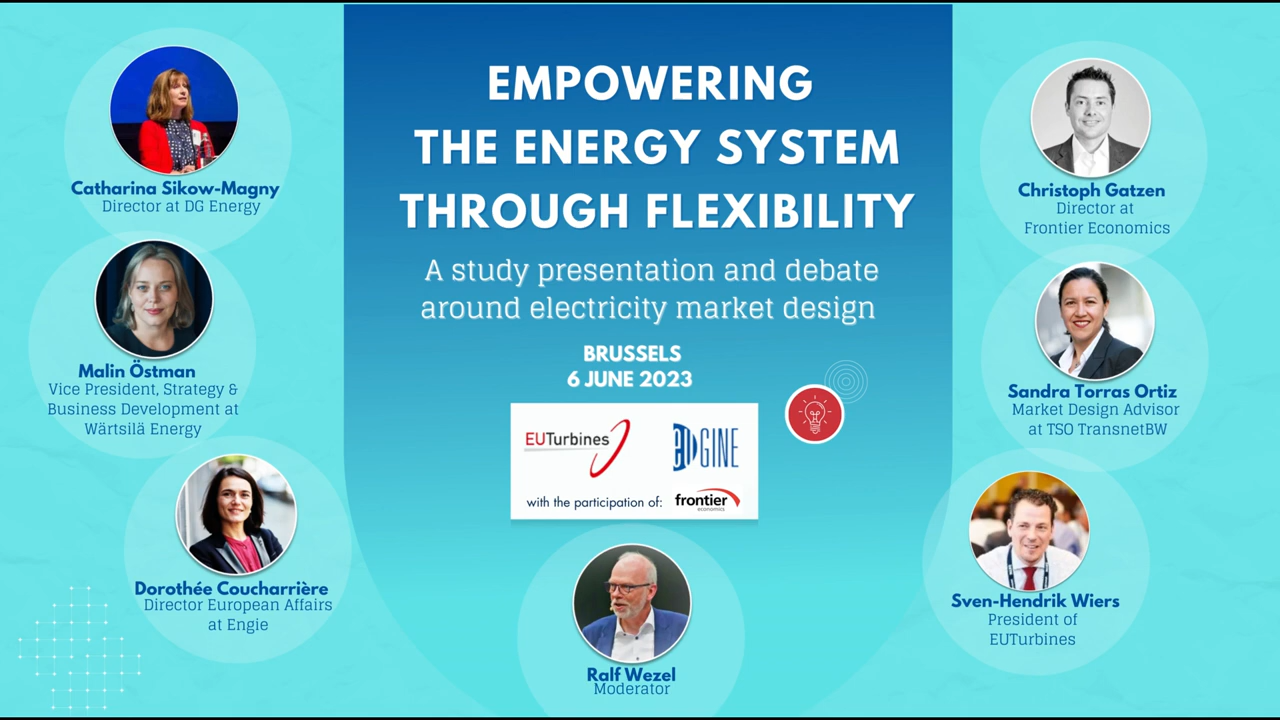 EMPOWERING
THE ENERGY SYSTEM
THROUGH FLEXIBILITY
A study presentation and debate
around electricity market design
BRUSSELS
6 JUNE 2023
EUTurbines
ENGINE
with the participation of:
frontier
economics
Catharina Sikow-Magny
Director at DG Energy
Malin Östman
Vice President, Strategy &
Business Development at
Wärtsilä Energy
Dorothée Coucharrière
Director European Affairs
at Engie
Ralf Wezel
Moderator
Christoph Gatzen
Director at
Frontier Economics
Sandra Torras Ortiz
Market Design Advisor
at TSO TransnetBW
Sven-Hendrik Wiers
President of
EUTurbines